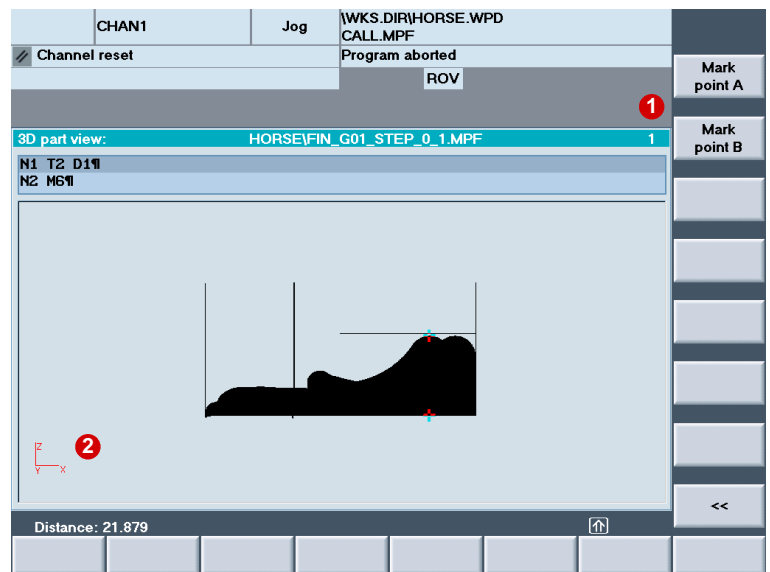 CHAN1
Jog
\WKS.DIR\HORSE.WPD
CALL.MPF
Channel reset
Program aborted
ROV
Mark
point A
1
Mark
point B
3D part view:
HORSE\FIN_G01_STEP_0_1.MPF
1
N1 T2 D1¶
N2 M6¶
Z
Y X
2
<<
Distance: 21.879